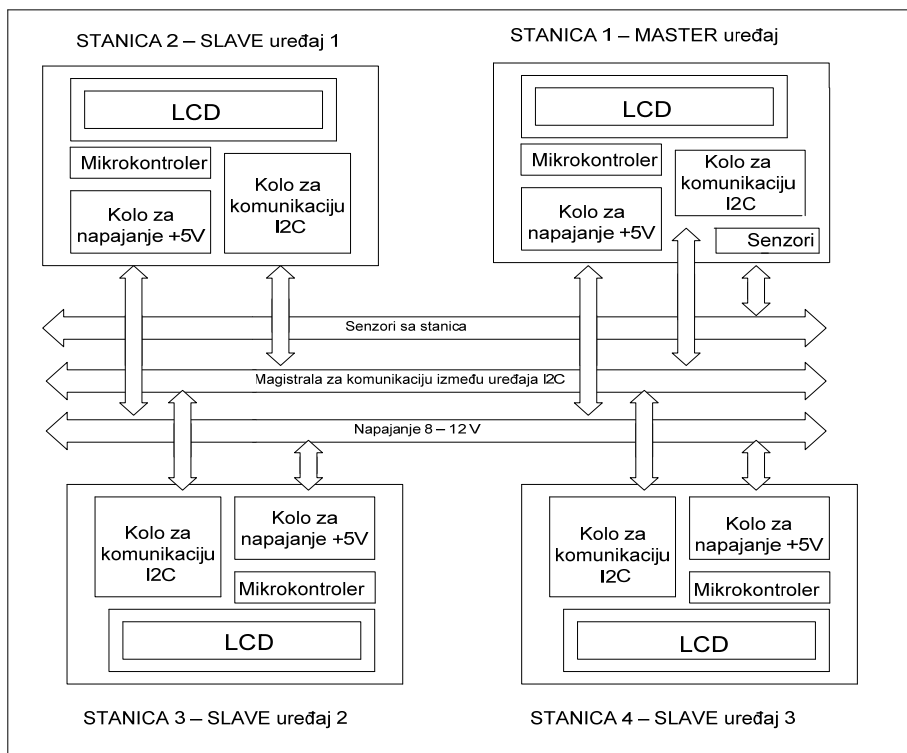 STANICA 2 – SLAVE uređaj 1
LCD
Mikrokontroler
Kolo za
napajanje +5V
Kolo za
komunikaciju
I2C
STANICA 1 – MASTER uređaj
LCD
Mikrokontroler
Kolo za
napajanje +5V
Kolo za
komunikaciju
I2C
Senzori
Senzori sa stanica
Magistrala za komunikaciju između uređaja I2C
Napajanje 8 – 12 V
Kolo za
komunikaciju
I2C
Kolo za
napajanje +5V
Mikrokontroler
LCD
STANICA 3 – SLAVE uređaj 2
Kolo za
komunikaciju
I2C
Kolo za
napajanje +5V
Mikrokontroler
LCD
STANICA 4 – SLAVE uređaj 3